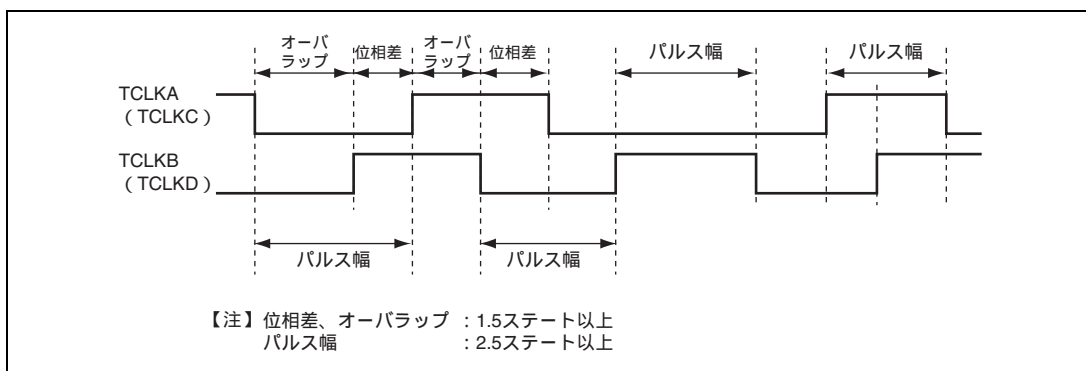 オーバ
ラップ
位相差
オーバ
ラップ
位相差
パルス幅
パルス幅
TCLKA
（TCLKC）
TCLKB
（TCLKD）
パルス幅
パルス幅
【注】位相差、オーバラップ ：1.5ステート以上
パルス幅 ：2.5ステート以上